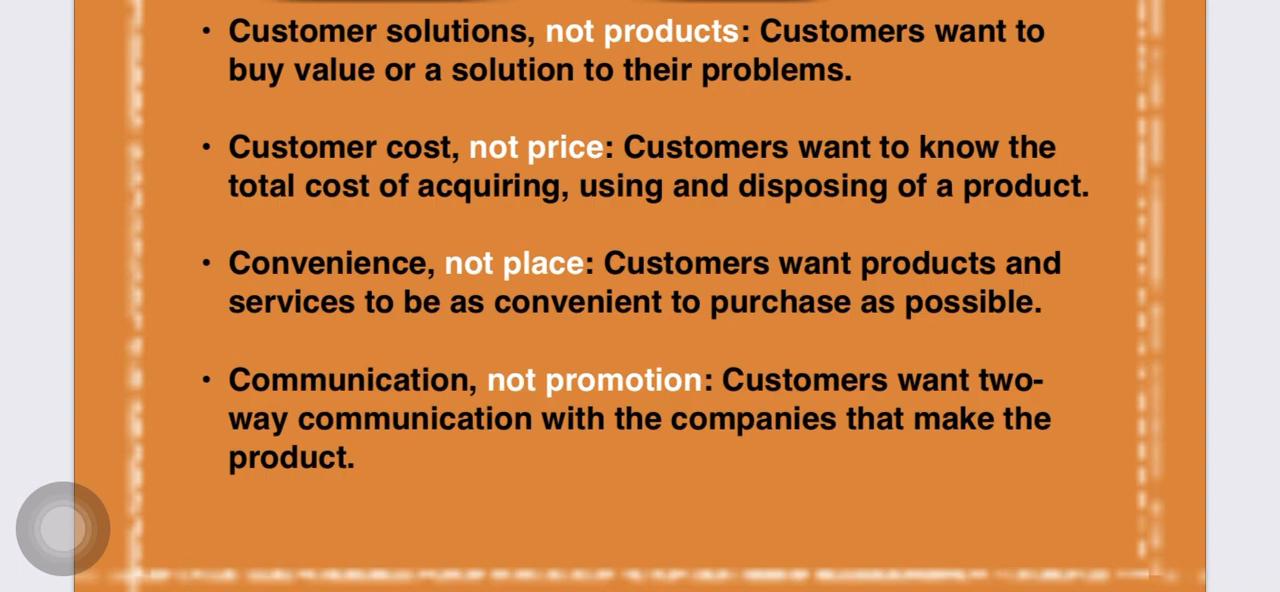 • Customer solutions, not products: Customers want to
buy value or a solution to their problems.
• Customer cost, not price: Customers want to know the
total cost of acquiring, using and disposing of a product.
• Convenience, not place: Customers want products and
services to be as convenient to purchase as possible.
• Communication, not promotion: Customers want two-
way communication with the companies that make the
product.